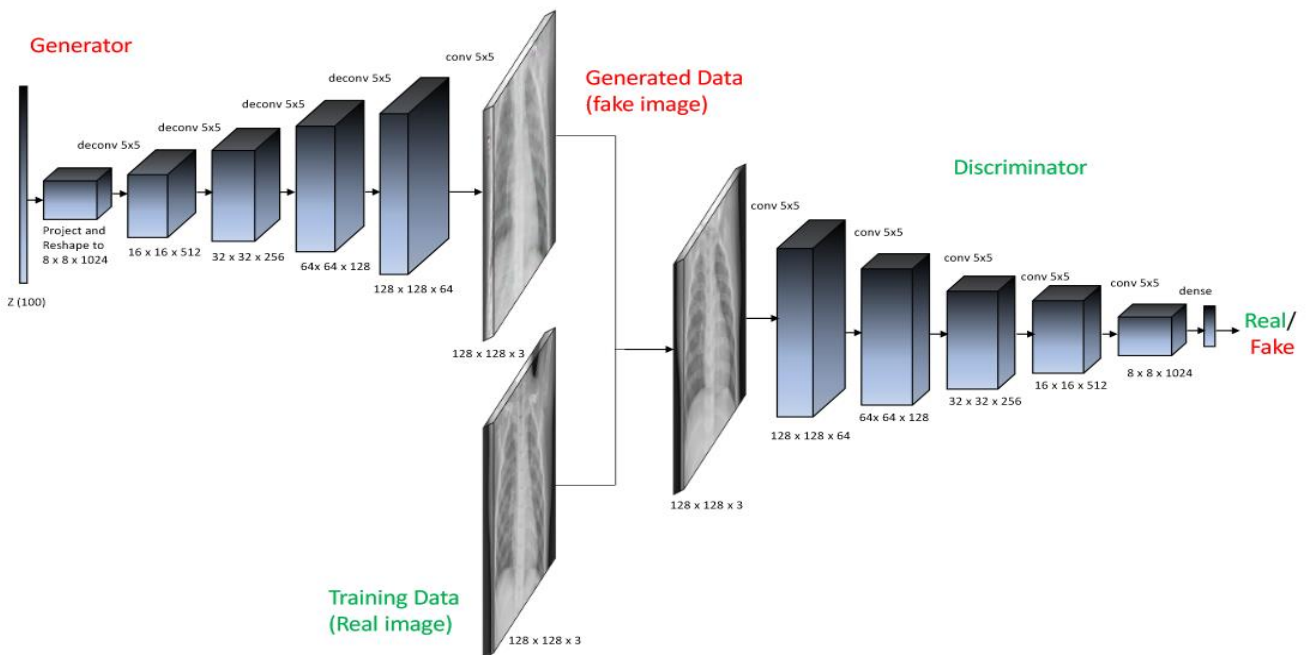 Generator
Z (100)
Project and
Reshape to
8 x 8 x 1024
deconv 5x5
16 x 16 x 512
deconv 5x5
32 x 32 x 256
deconv 5x5
64x 64 x 128
deconv 5x5
128 x 128 x 64
conv 5x5
128 x 128 x 3
Generated Data
(fake image)
Training Data
(Real image)
128 x 128 x 3
128 x 128 x 3
Discriminator
conv 5x5
128 x 128 x 64
conv 5x5
64x 64 x 128
conv 5x5
32 x 32 x 256
conv 5x5
16 x 16 x 512
conv 5x5
8 x 8 x 1024
dense
Real/
Fake